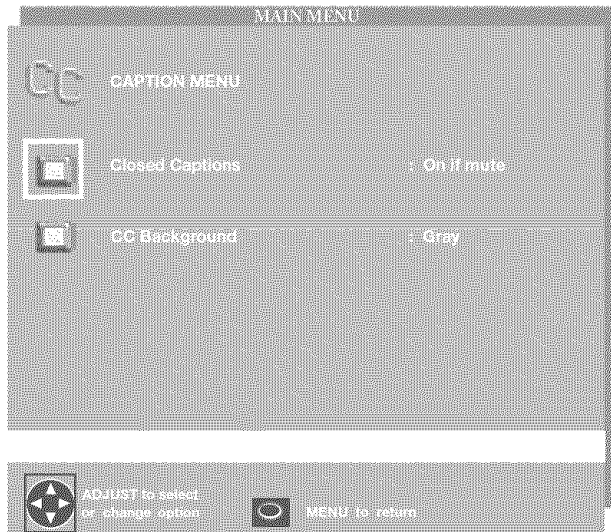 MAIN MENU
CC CAPTION MENU
Closed Captions : On if mute
CC Background : Gray
ADJUST to select
or change option
MENU to return